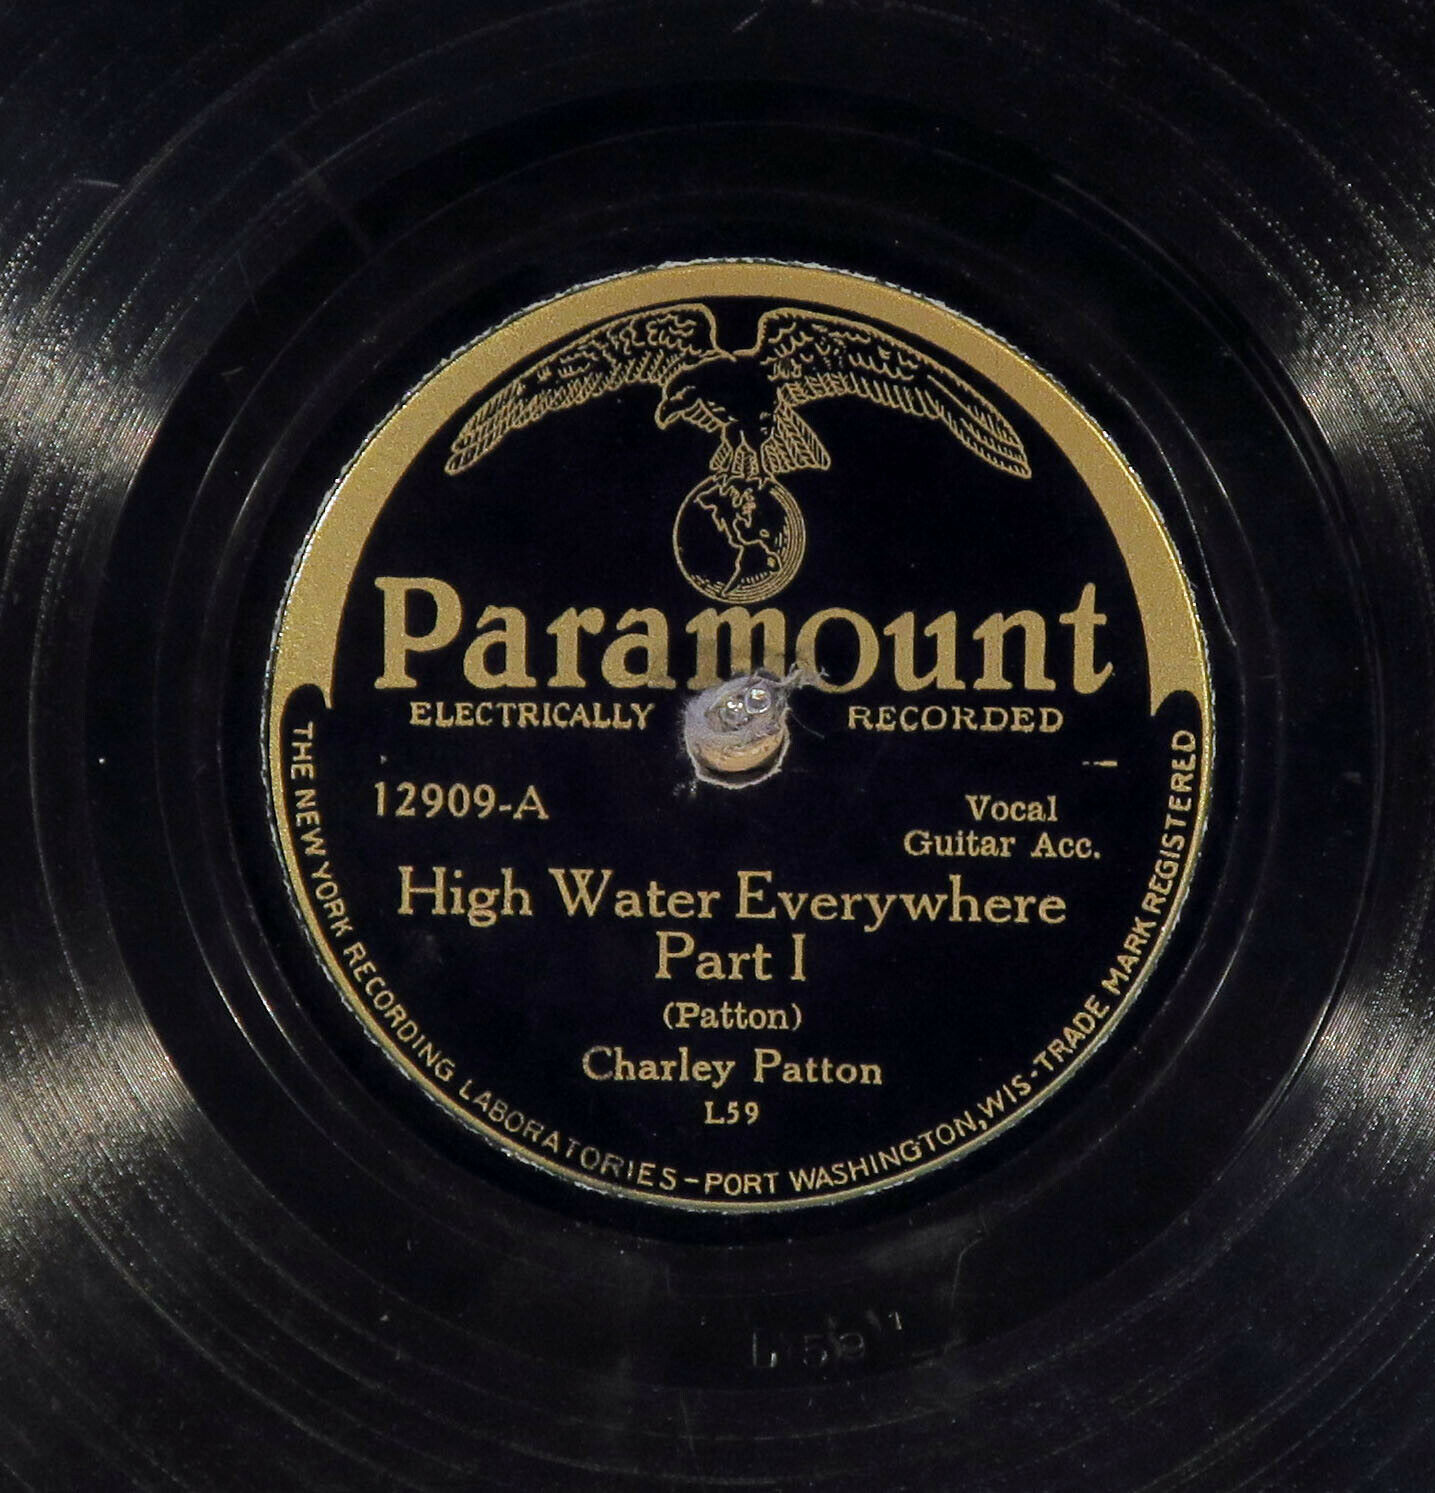 Paramount
ELECTRICALLY RECORDED
12909-A
Vocal
Guitar Acc.
High Water Everywhere
Part I
(Patton)
Charley Patton
L59
THE NEW YORK RECORDING LABORATORIES - PORT WASHINGTON, WIS - TRADE MARK REGISTERED
L 59